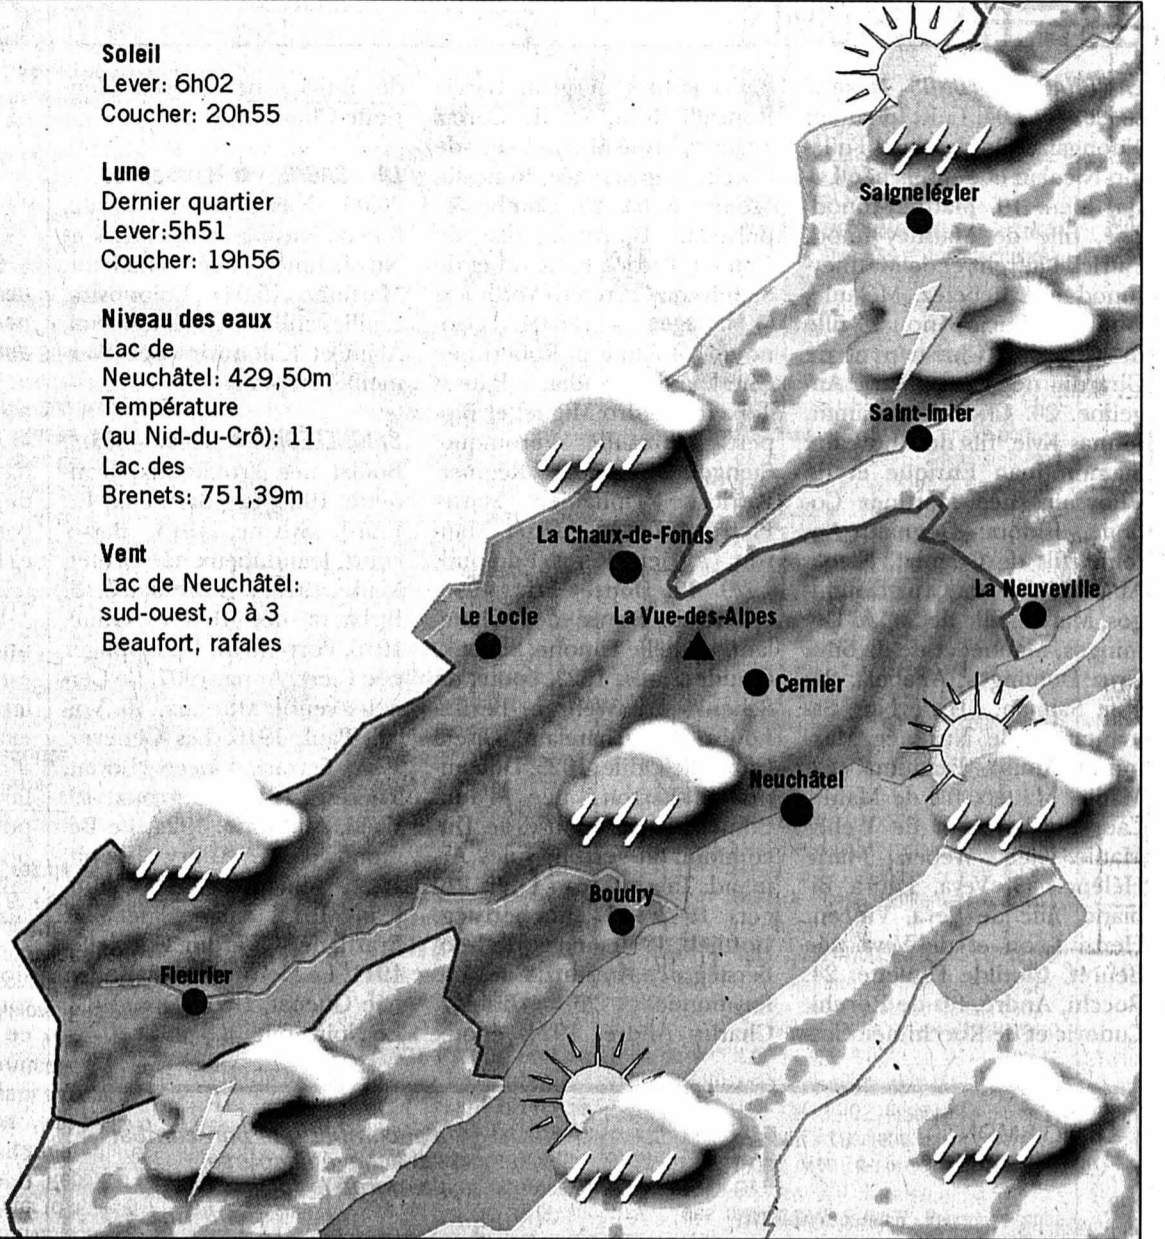 Soleil
Lever: 6h02
Coucher: 20h55
Lune
Dernier quartier
Lever:5h51
Coucher: 19h56
Niveau des eaux
Lac de
Neuchâtel: 429,50m
Température
(au Nid-du-Crô): 11
Lac des
Brenets: 751,39m
Vent
Lac de Neuchâtel:
sud-ouest, 0 à 3
Beaufort, rafales
Saignelégier
Saint-Imier
La Chaux-de-Fonds
La Neuveville
Le Locle
La Vue-des-Alpes
Cernier
Neuchâtel
Boudry
Fleurier